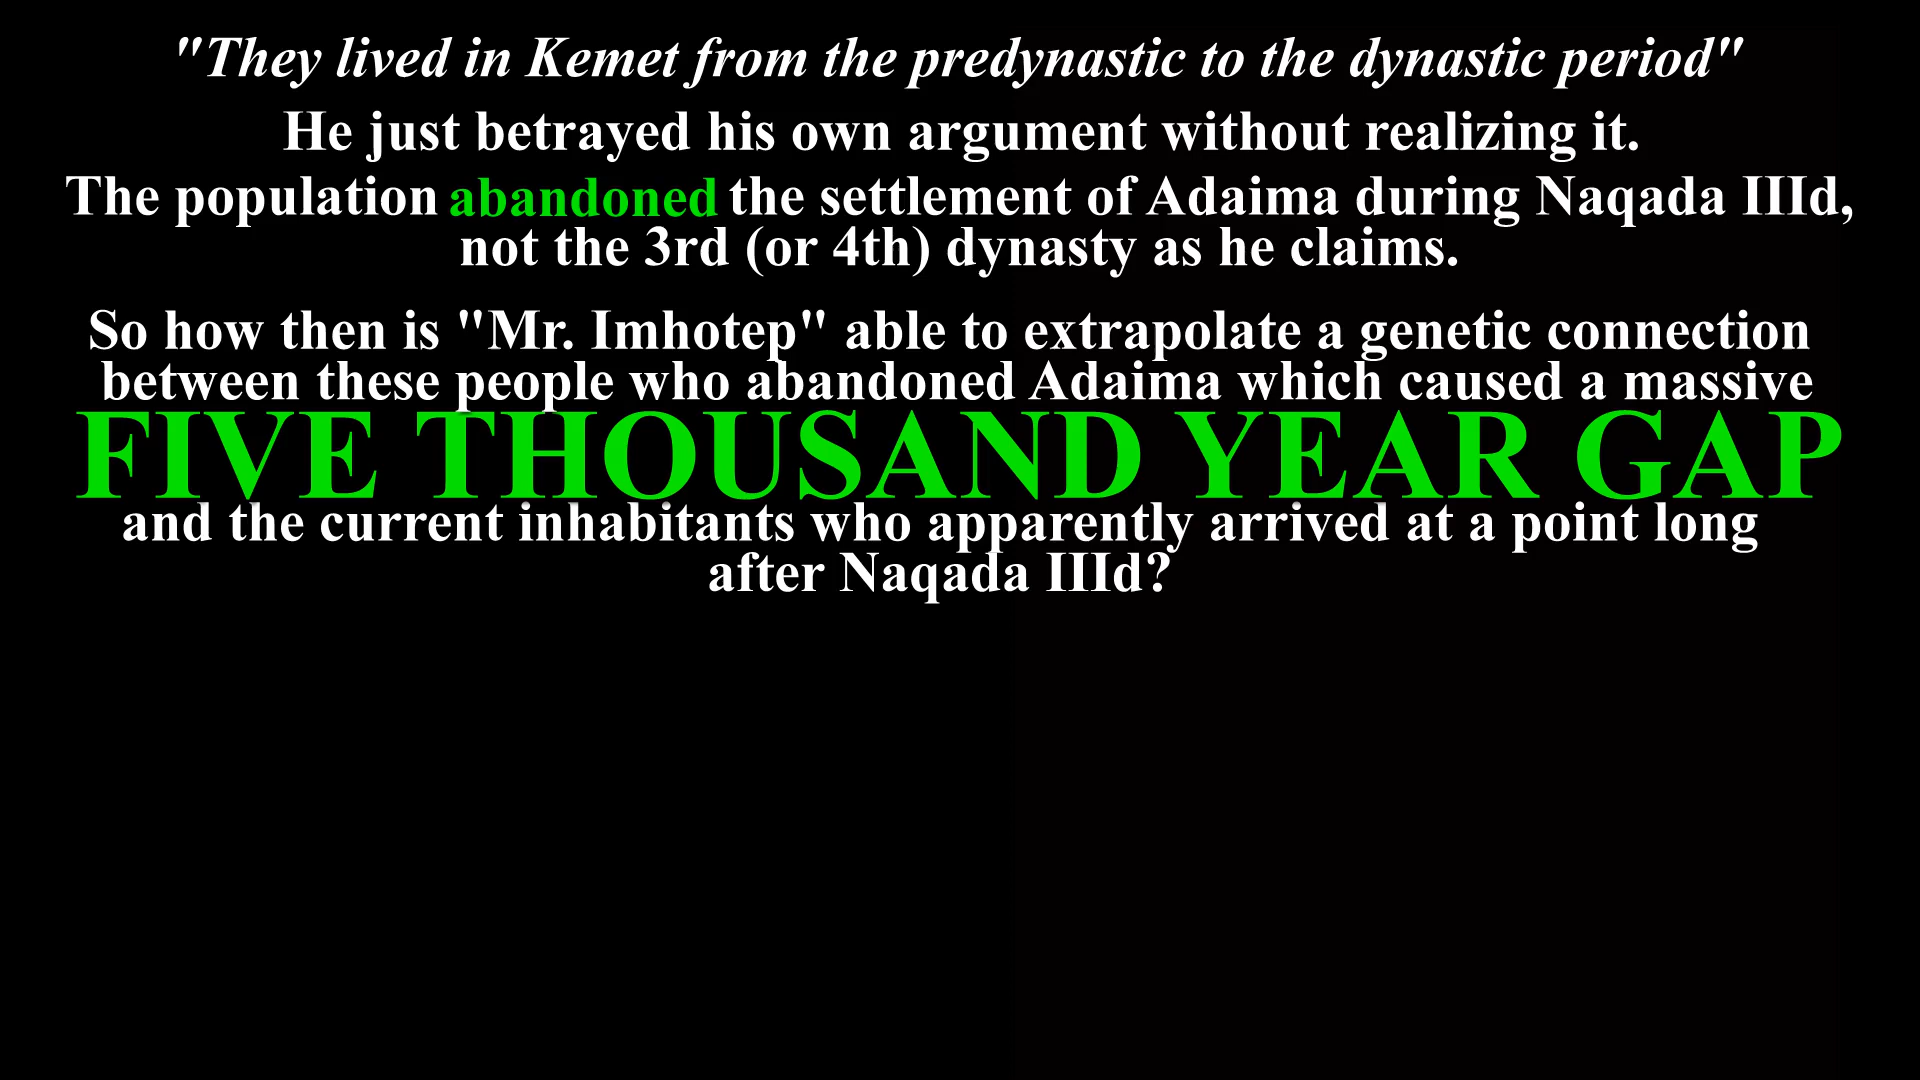 "They lived in Kemet from the predynastic to the dynastic period"
He just betrayed his own argument without realizing it.
The population abandoned the settlement of Adaima during Naqada IIId,
not the 3rd (or 4th) dynasty as he claims.
So how then is "Mr. Imhotep" able to extrapolate a genetic connection
between these people who abandoned Adaima which caused a massive
FIVE THOUSAND YEAR GAP
and the current inhabitants who apparently arrived at a point long
after Naqada IIId?